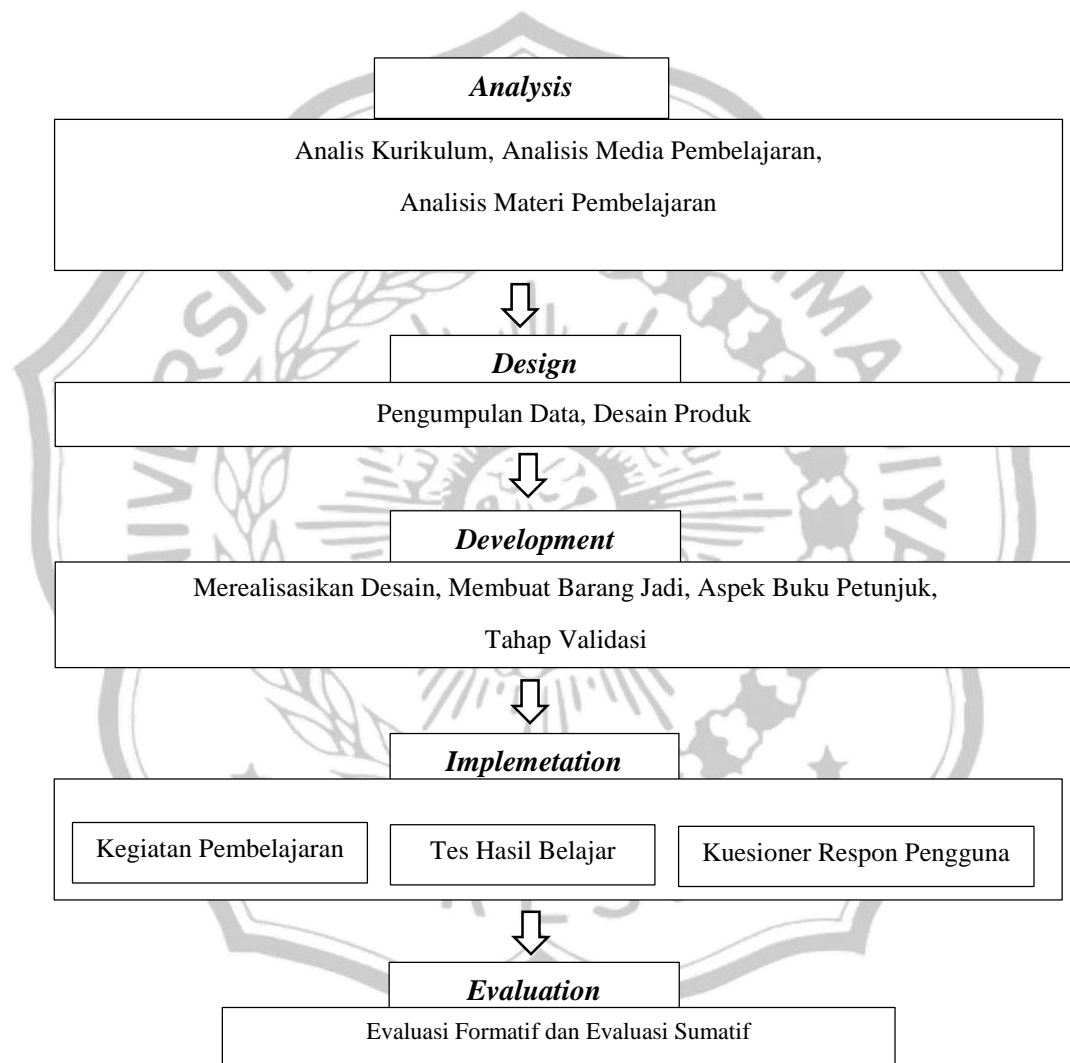 Analysis
Analis Kurikulum, Analisis Media Pembelajaran,
Analisis Materi Pembelajaran
Design
Pengumpulan Data, Desain Produk
Development
Merealisasikan Desain, Membuat Barang Jadi, Aspek Buku Petunjuk,
Tahap Validasi
Implemetation
Kegiatan Pembelajaran
Tes Hasil Belajar
Kuesioner Respon Pengguna
Evaluation
Evaluasi Formatif dan Evaluasi Sumatif